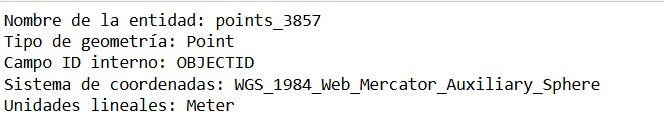 Nombre de la entidad: points_3857
Tipo de geometría: Point
Campo ID interno: OBJECTID
Sistema de coordenadas: WGS_1984_Web_Mercator_Auxiliary_Sphere
Unidades lineales: Meter